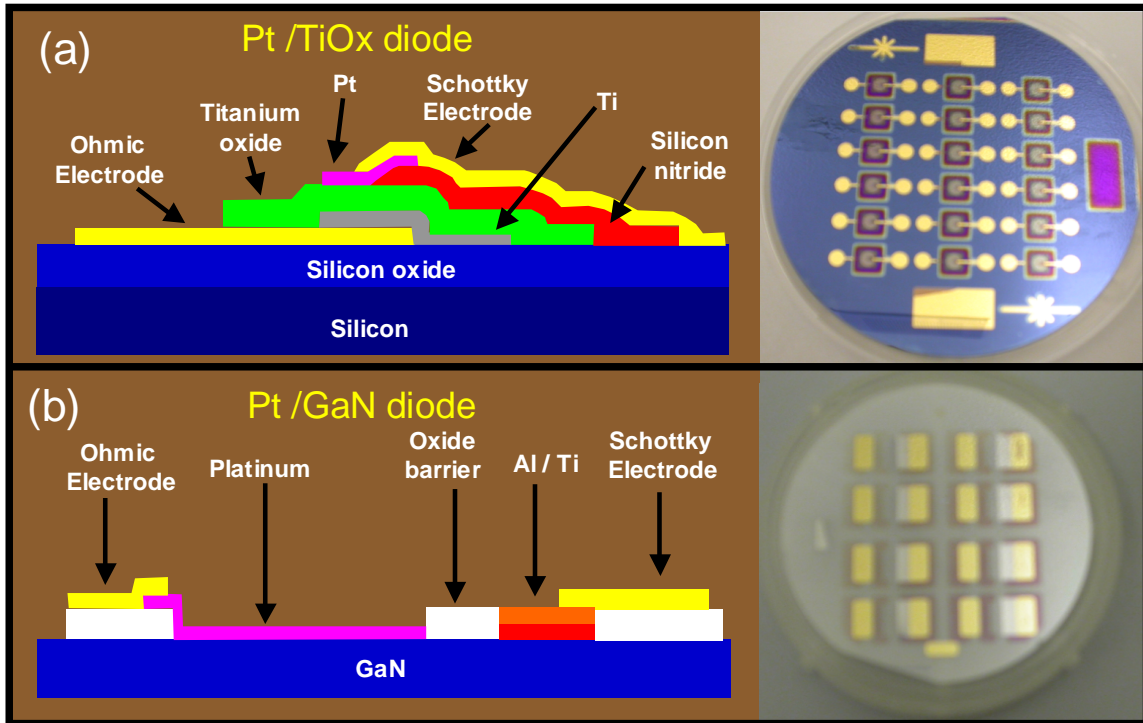 (a)
Pt /TiOx diode
Pt
Schottky
Electrode
Ti
Titanium
oxide
Ohmic
Electrode
Silicon
nitride
Silicon oxide
Silicon
(b)
Pt /GaN diode
Ohmic
Electrode
Platinum
Oxide
barrier
Al / Ti
Schottky
Electrode
GaN